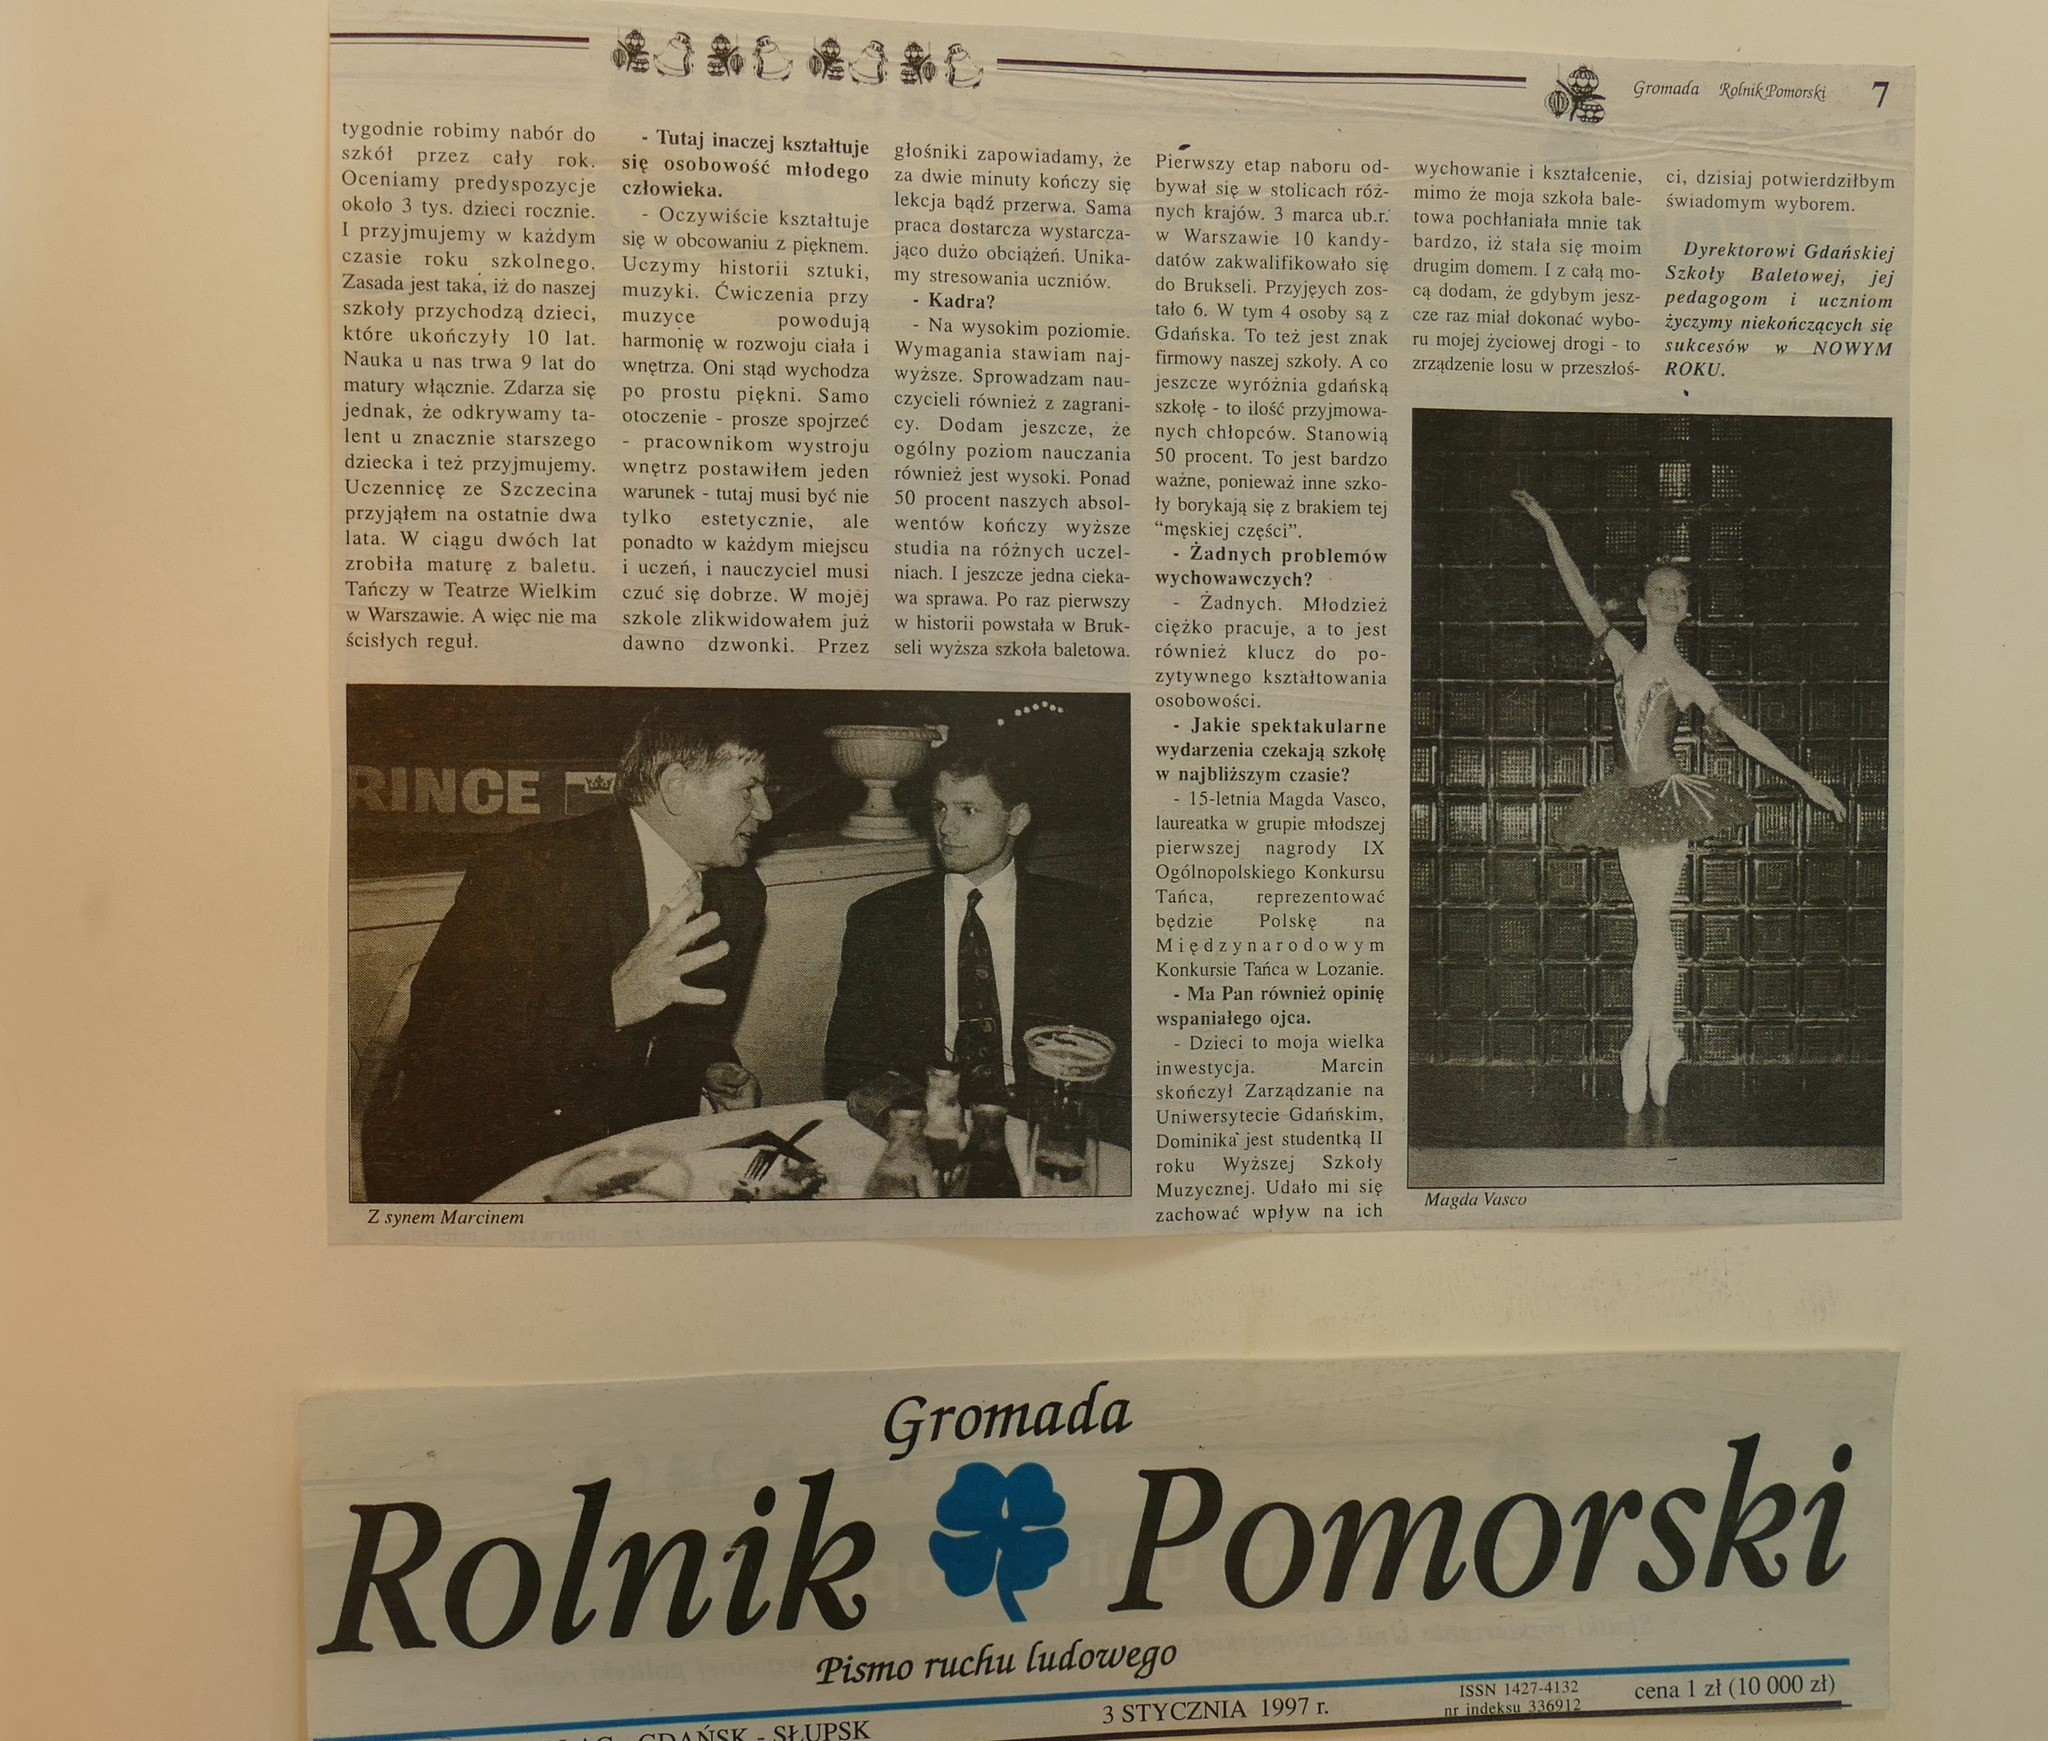 Gromada Rolnik Pomorski 7
tygodnie robimy nabór do
szkół przez cały rok.
Oceniamy predyspozycje
około 3 tys. dzieci rocznie.
I przyjmujemy w każdym
czasie roku szkolnego.
Zasada jest taka, iż do naszej
szkoły przychodzą dzieci,
które ukończyły 10 lat.
Nauka u nas trwa 9 lat do
matury włącznie. Zdarza się
jednak, że odkrywamy ta-
lent u znacznie starszego
dziecka i też przyjmujemy.
Uczennicę ze Szczecina
przyjąłem na ostatnie dwa
lata. W ciągu dwóch lat
zrobiła maturę z baletu.
Tańczy w Teatrze Wielkim
w Warszawie. A więc nie ma
ścisłych reguł.
- Tutaj inaczej kształtuje
się osobowość młodego
człowieka.
- Oczywiście kształtuje
się w obcowaniu z pięknem.
Uczymy historii sztuki,
muzyki. Ćwiczenia przy
muzyce powodują
harmonię w rozwoju ciała i
wnętrza. Oni stąd wychodza
po prostu piękni. Samo
otoczenie - prosze spojrzeć
- pracownikom wystroju
wnętrz postawiłem jeden
warunek - tutaj musi być nie
tylko estetycznie, ale
ponadto w każdym miejscu
i uczeń, i nauczyciel musi
czuć się dobrze. W mojej
szkole zlikwidowałem już
dawno dzwonki. Przez
głośniki zapowiadamy, że
za dwie minuty kończy się
lekcja bądź przerwa. Sama
praca dostarcza wystarcza-
jąco dużo obciążeń. Unika-
my stresowania uczniów.
- Kadra?
- Na wysokim poziomie.
Wymagania stawiam naj-
wyższe. Sprowadzam nau-
czycieli również z zagrani-
cy. Dodam jeszcze, że
ogólny poziom nauczania
również jest wysoki. Ponad
50 procent naszych absol-
wentów kończy wyższe
studia na różnych uczel-
niach. I jeszcze jedna cieka-
wa sprawa. Po raz pierwszy
w historii powstała w Bruk-
seli wyższa szkoła baletowa.
Pierwszy etap naboru od-
bywał się w stolicach róż-
nych krajów. 3 marca ub.r.
w Warszawie 10 kandy-
datów zakwalifikowało się
do Brukseli. Przyjęych zos-
tało 6. W tym 4 osoby są z
Gdańska. To też jest znak
firmowy naszej szkoły. A co
jeszcze wyróżnia gdańską
szkołę - to ilość przyjmowa-
nych chłopców. Stanowią
50 procent. To jest bardzo
ważne, ponieważ inne szko-
ły borykają się z brakiem tej
“męskiej części”.
- Żadnych problemów
wychowawczych?
- Żadnych. Młodzież
ciężko pracuje, a to jest
również klucz do po-
zytywnego kształtowania
osobowości.
- Jakie spektakularne
wydarzenia czekają szkołę
w najbliższym czasie?
- 15-letnia Magda Vasco,
laureatka w grupie młodszej
pierwszej nagrody IX
Ogólnopolskiego Konkursu
Tańca, reprezentować
będzie Polskę na
Międzynarodowym
Konkursie Tańca w Lozanie.
- Ma Pan również opinię
wspaniałego ojca.
- Dzieci to moja wielka
inwestycja. Marcin
skończył Zarządzanie na
Uniwersytecie Gdańskim,
Dominika jest studentką II
roku Wyższej Szkoły
Muzycznej. Udało mi się
zachować wpływ na ich
wychowanie i kształcenie,
mimo że moja szkoła bale-
towa pochłaniała mnie tak
bardzo, iż stała się moim
drugim domem. I z całą mo-
cą dodam, że gdybym jesz-
cze raz miał dokonać wybo-
ru mojej życiowej drogi - to
zrządzenie losu w przeszłoś-
ci, dzisiaj potwierdziłbym
świadomym wyborem.
Dyrektorowi Gdańskiej
Szkoły Baletowej, jej
pedagogom i uczniom
życzymy niekończących się
sukcesów w NOWYM
ROKU.
RINCE
Z synem Marcinem
Magda Vasco
Gromada
Rolnik Pomorski
Pismo ruchu ludowego
GDAŃSK - SŁUPSK
3 STYCZNIA 1997 r.
ISSN 1427-4132
nr indeksu 336912
cena 1 zł (10 000 zł)